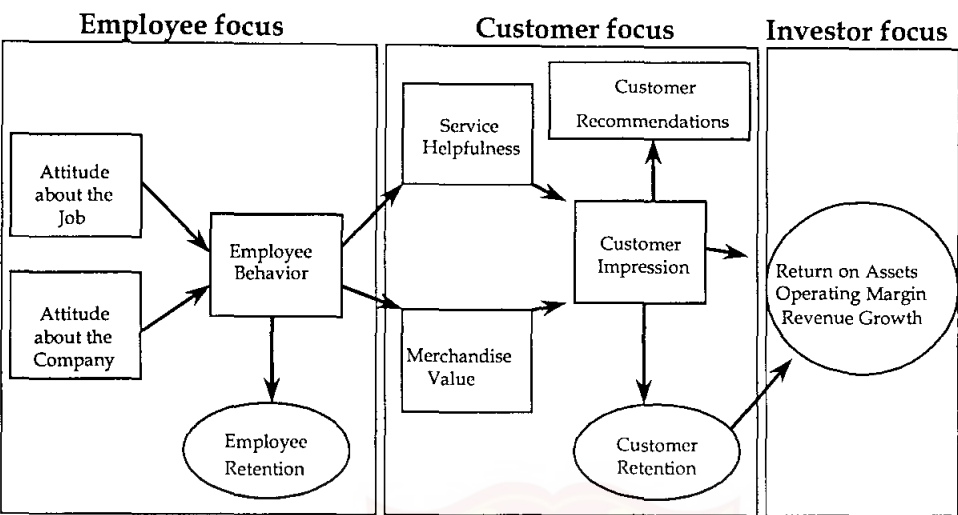 Employee focus
Customer focus
Investor focus
Attitude
about the
Job
Attitude
about the
Company
Employee
Behavior
Employee
Retention
Service
Helpfulness
Merchandise
Value
Customer
Recommendations
Customer
Impression
Customer
Retention
Return on Assets
Operating Margin
Revenue Growth